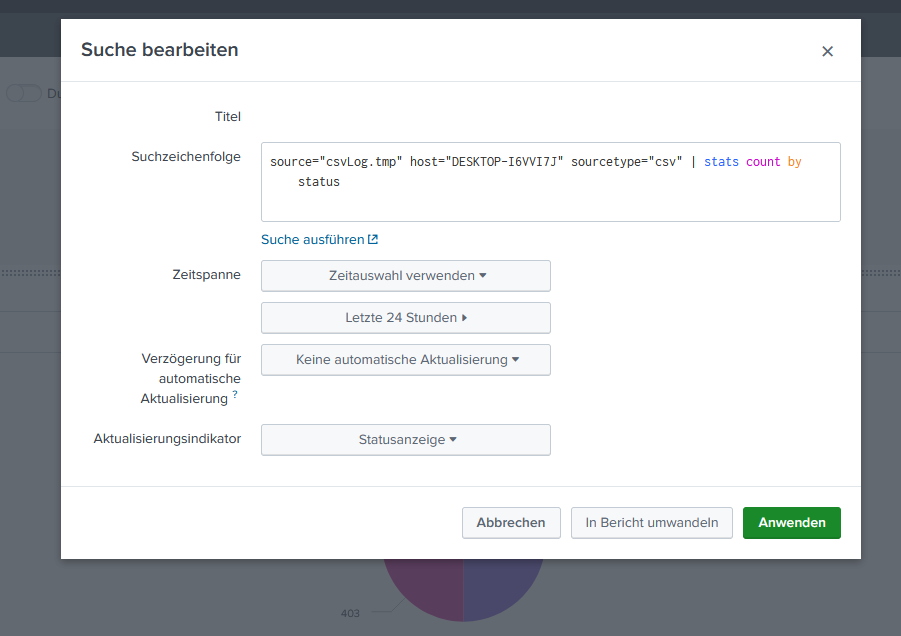 Suche bearbeiten
Titel
Suchzeichenfolge
source="csvLog.tmp" host="DESKTOP-I6VVI7J" sourcetype="csv" | stats count by
status
Suche ausführen
Zeitspanne
Zeitauswahl verwenden
Letzte 24 Stunden
Verzögerung für
automatische
Aktualisierung ?
Keine automatische Aktualisierung
Aktualisierungsindikator
Statusanzeige
Abbrechen
In Bericht umwandeln
Anwenden
403